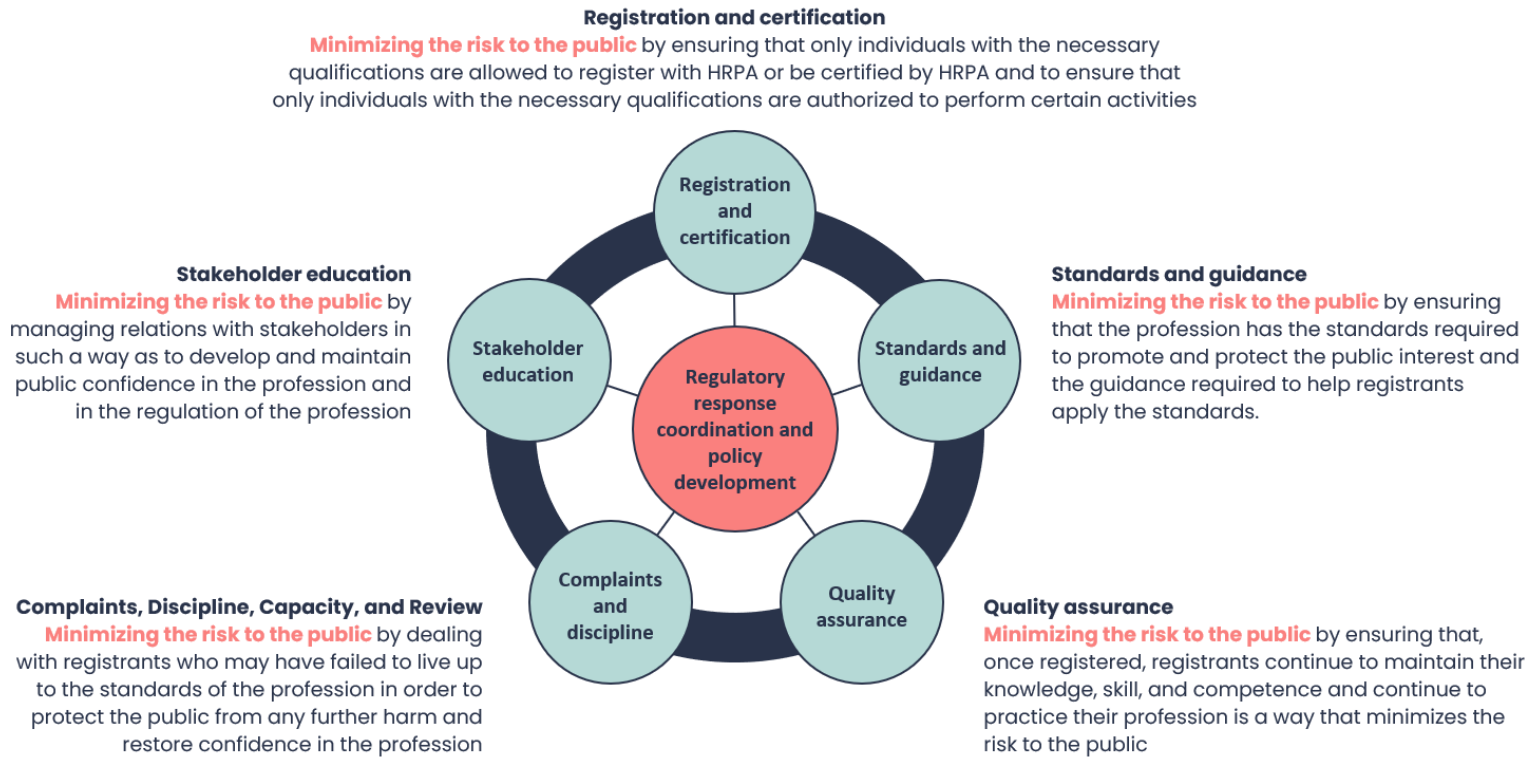 Registration and certification
Minimizing the risk to the public by ensuring that only individuals with the necessary
qualifications are allowed to register with HRPA or be certified by HRPA and to ensure that
only individuals with the necessary qualifications are authorized to perform certain activities
Registration
and
certification
Stakeholder education
Minimizing the risk to the public by
managing relations with stakeholders in
such a way as to develop and maintain
public confidence in the profession and
in the regulation of the profession
Stakeholder
education
Regulatory
response
coordination and
policy
development
Standards and
guidance
Standards and guidance
Minimizing the risk to the public by ensuring
that the profession has the standards required
to promote and protect the public interest and
the guidance required to help registrants
apply the standards.
Complaints, Discipline, Capacity, and Review
Minimizing the risk to the public by dealing
with registrants who may have failed to live up
to the standards of the profession in order to
protect the public from any further harm and
restore confidence in the profession
Complaints
and
discipline
Quality
assurance
Quality assurance
Minimizing the risk to the public by ensuring that,
once registered, registrants continue to maintain their
knowledge, skill, and competence and continue to
practice their profession is a way that minimizes the
risk to the public